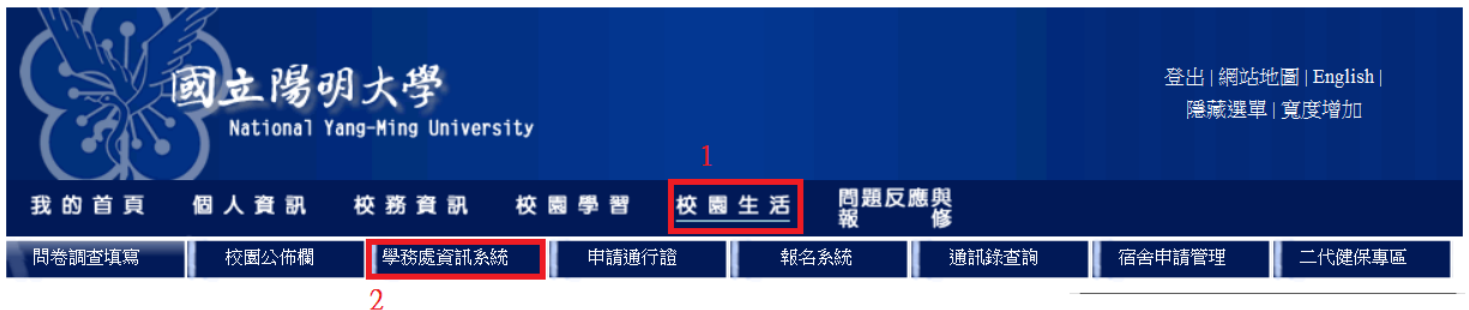 國立陽明大學
National Yang-Ming University
登出 | 網站地圖 | English |
隱藏選單 | 寬度增加
1
我的首頁 個人資訊 校務資訊 校園學習 校園生活 問題反應與
報修
問卷調查填寫 校園公佈欄 學務處資訊系統 申請通行證 報名系統 通訊錄查詢 宿舍申請管理 二代健保專區
2